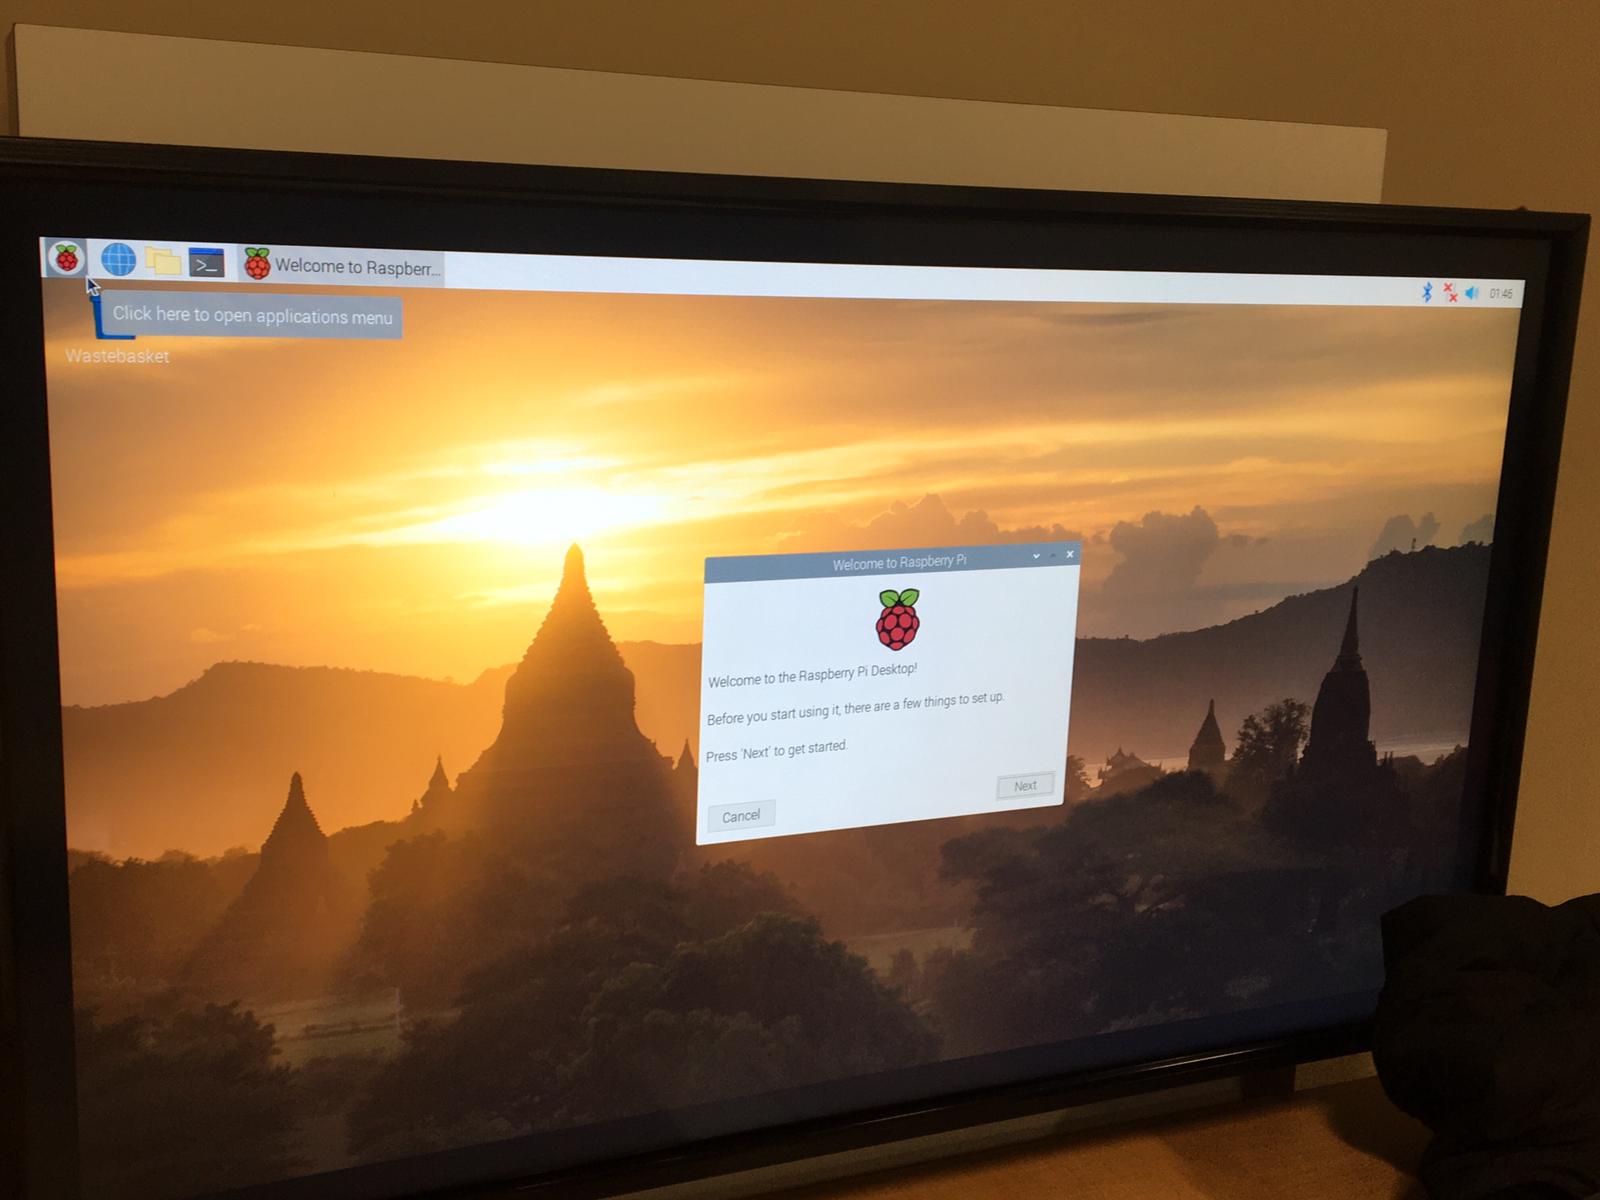 Welcome to Raspberr...
01:46
Click here to open applications menu
Wastebasket
Welcome to Raspberry Pi
Welcome to the Raspberry Pi Desktop!
Before you start using it, there are a few things to set up.
Press 'Next' to get started.
Next
Cancel